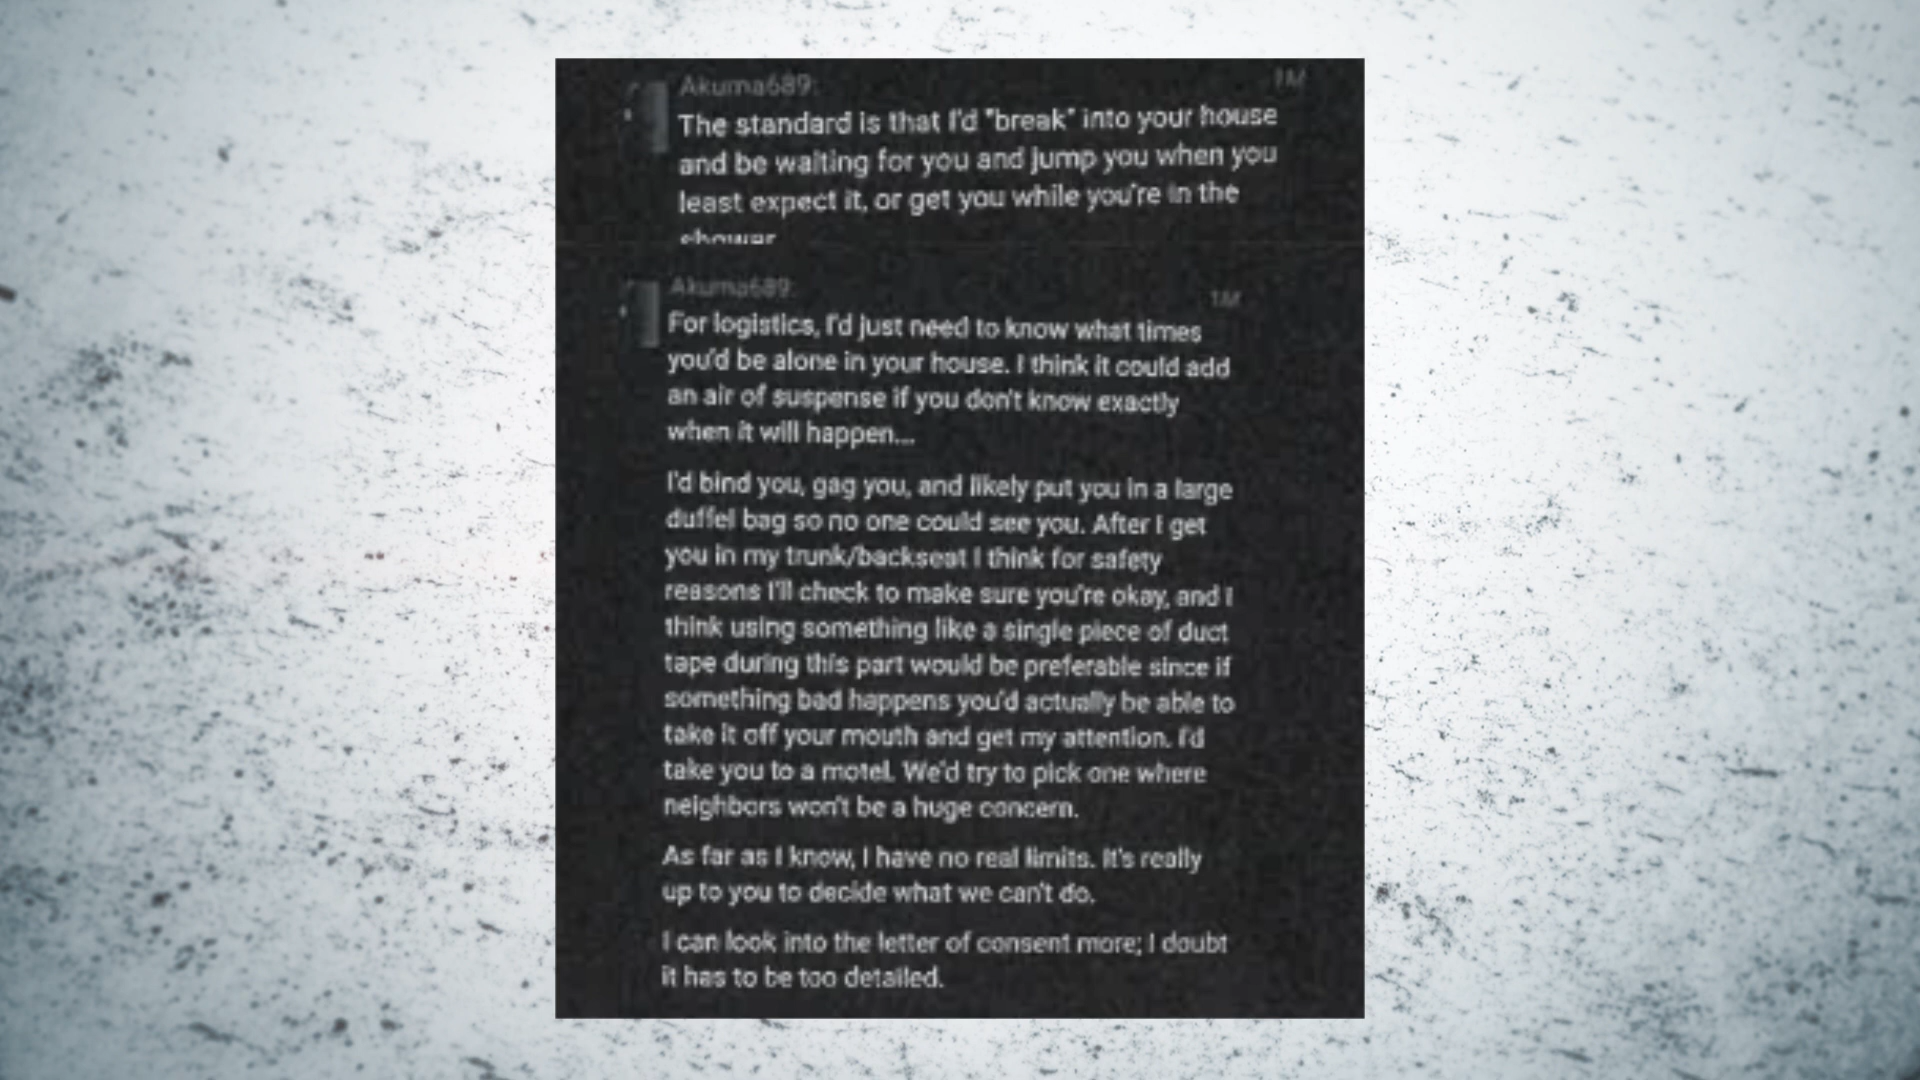 Akuma689:
1M
The standard is that I'd "break" into your house
and be waiting for you and jump you when you
least expect it, or get you while you're in the
shower
Akuma689:
1M
For logistics, I'd just need to know what times
you'd be alone in your house. I think it could add
an air of suspense if you don't know exactly
when it will happen...
I'd bind you, gag you, and likely put you in a large
duffel bag so no one could see you. After I get
you in my trunk/backseat I think for safety
reasons I'll check to make sure you're okay, and I
think using something like a single piece of duct
tape during this part would be preferable since if
something bad happens you'd actually be able to
take it off your mouth and get my attention. I'd
take you to a motel. We'd try to pick one where
neighbors won't be a huge concern.
As far as I know, I have no real limits. It's really
up to you to decide what we can't do.
I can look into the letter of consent more; I doubt
it has to be too detailed.